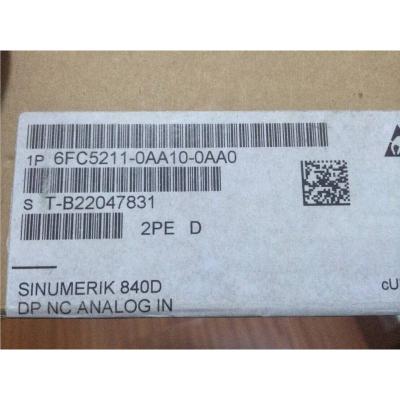 1P 6FC5211-0AA10-0AA0
S T-B22047831
2PE D
SINUMERIK 840D
DP NC ANALOG IN
cU